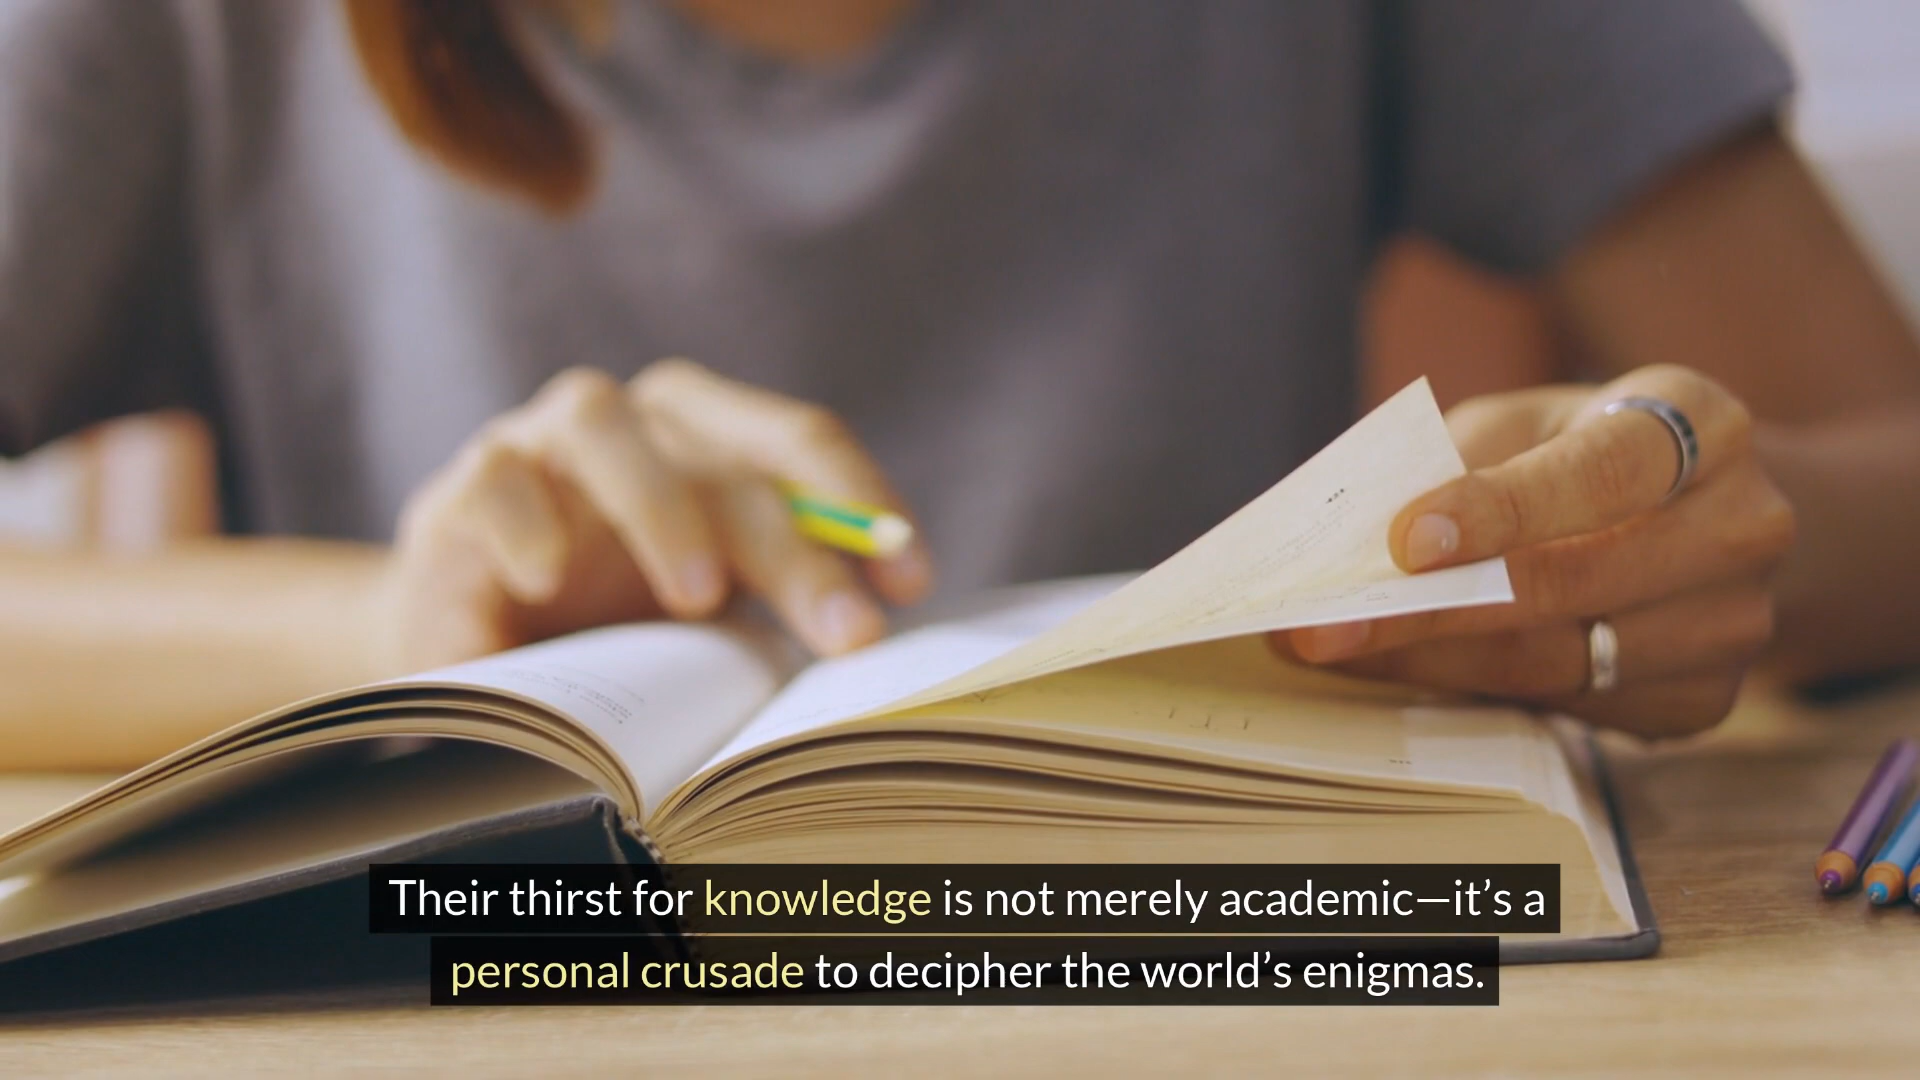 Their thirst for knowledge is not merely academic—it’s a
personal crusade to decipher the world’s enigmas.